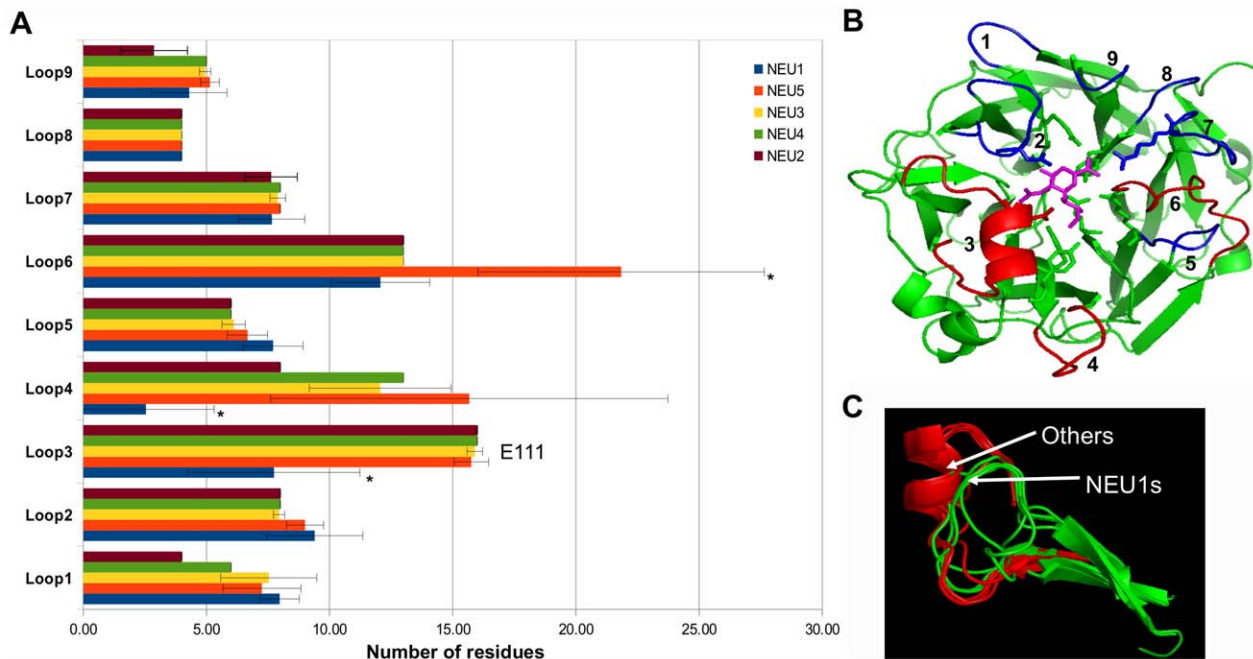 A
Loop9
Loop8
Loop7
Loop6
Loop5
Loop4
Loop3
Loop2
Loop1
NEU1
NEU5
NEU3
NEU4
NEU2
*
*
E111
*
0.00 5.00 10.00 15.00 20.00 25.00 30.00
Number of residues
B
1
9
8
2
7
6
3
5
4
C
Others
NEU1s